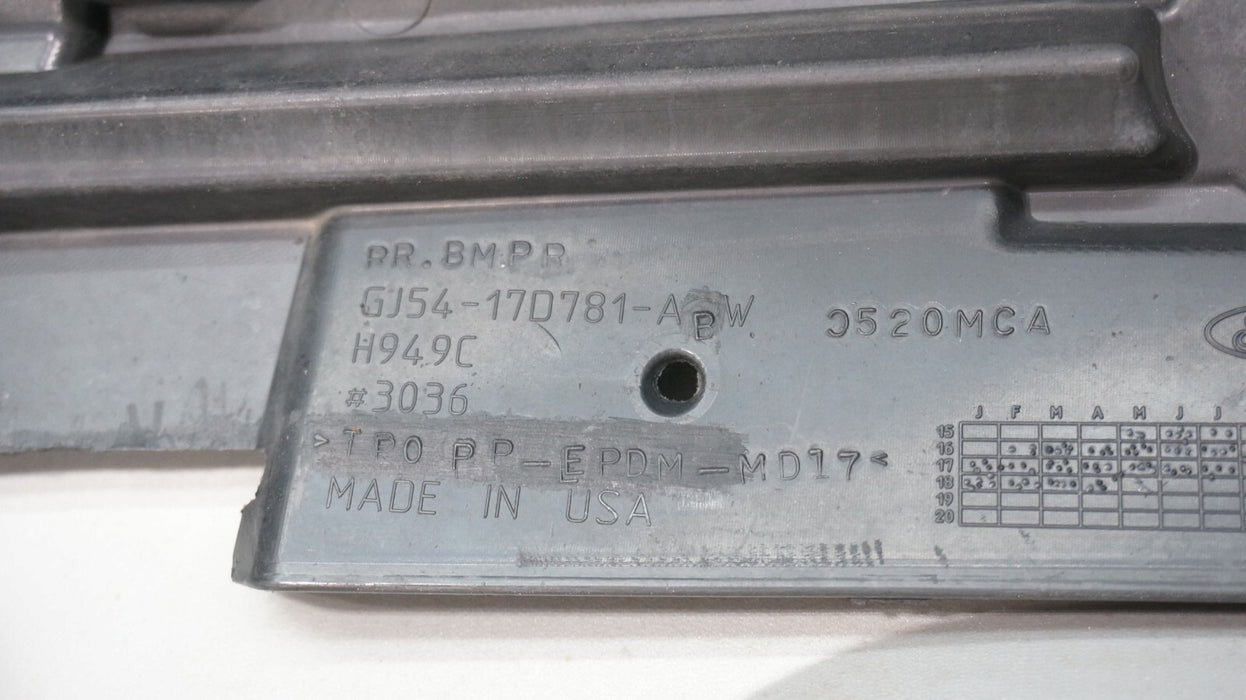 RR.BMPR
GJ54-17D781-ABW
H949C
#3036
>TPO PP-EPDM-MD17<
MADE IN USA
Ɔ520MCA
J F M A M J J
15
16
17
18
19
20